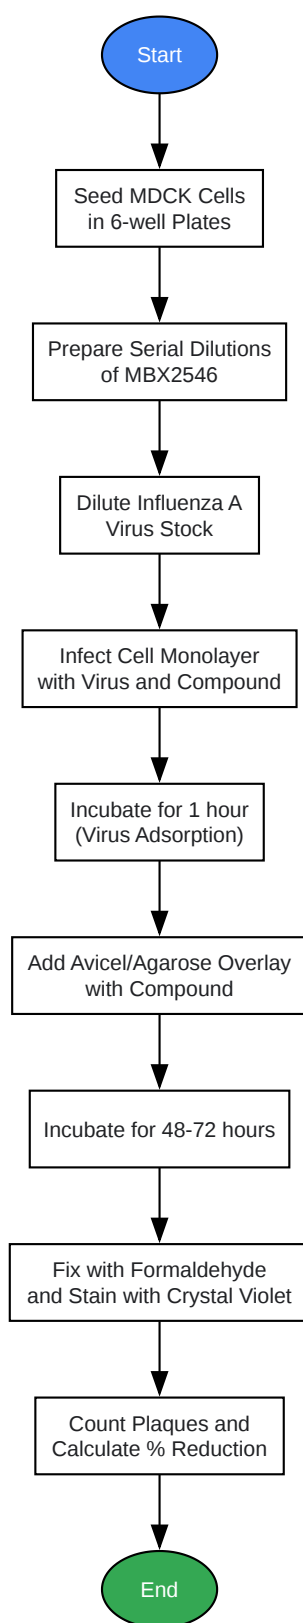 Start
Seed MDCK Cells
in 6-well Plates
Prepare Serial Dilutions
of MBX2546
Dilute Influenza A
Virus Stock
Infect Cell Monolayer
with Virus and Compound
Incubate for 1 hour
(Virus Adsorption)
Add Avicel/Agarose Overlay
with Compound
Incubate for 48-72 hours
Fix with Formaldehyde
and Stain with Crystal Violet
Count Plaques and
Calculate % Reduction
End